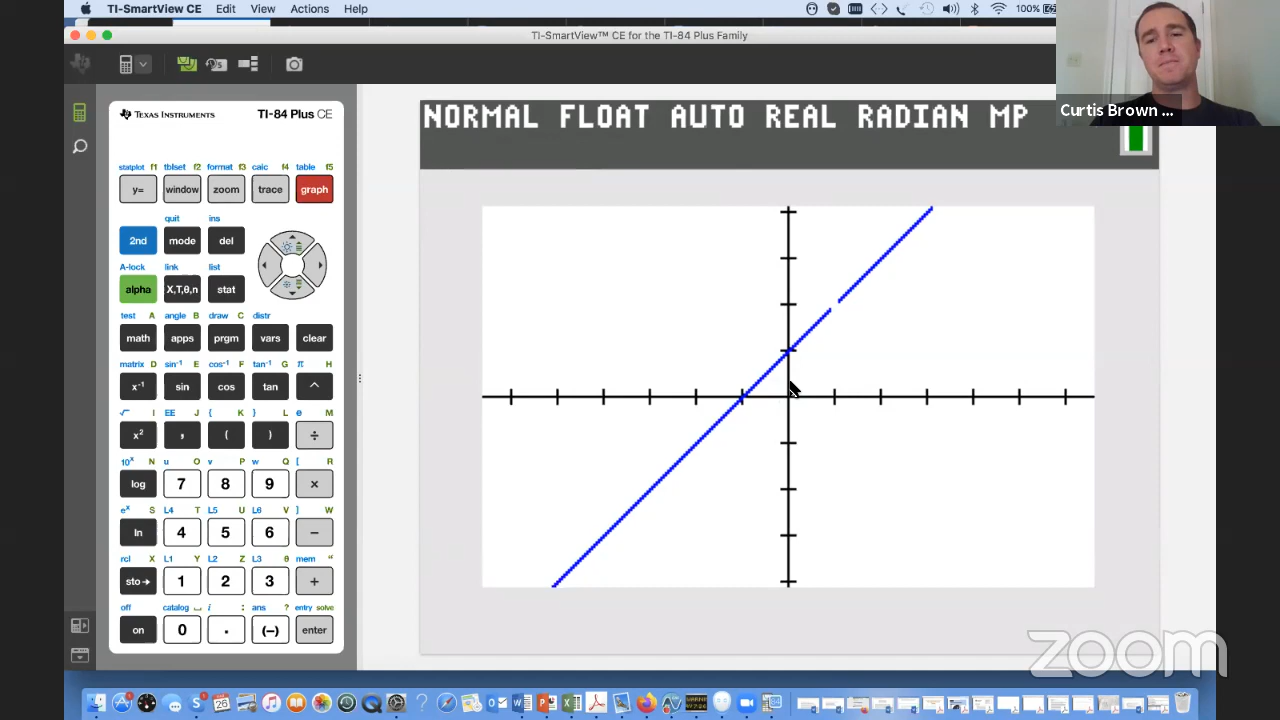 TI-SmartView CE Edit View Actions Help 100%
TI-SmartView™ CE for the TI-84 Plus Family
Curtis Brown ...
NORMAL FLOAT AUTO REAL RADIAN MP
TEXAS INSTRUMENTS TI-84 Plus CE
statplot f1 tblset f2 format f3 calc f4 table f5
y= window zoom trace graph
quit ins
2nd mode del
A-lock link list
alpha X,T,θ,n stat
test A angle B draw C distr
math apps prgm vars clear
matrix D sin⁻¹ E cos⁻¹ F tan⁻¹ G π H
x⁻¹ sin cos tan ^
√ I EE J { K } L e M
x² , ( ) ÷
10ˣ N u O v P w Q [ R
log 7 8 9 ×
eˣ S L4 T L5 U L6 V ] W
ln 4 5 6 −
rcl X L1 Y L2 Z L3 θ mem "
sto→ 1 2 3 +
off catalog ␣ i : ans ? entry solve
on 0 . (−) enter
zoom